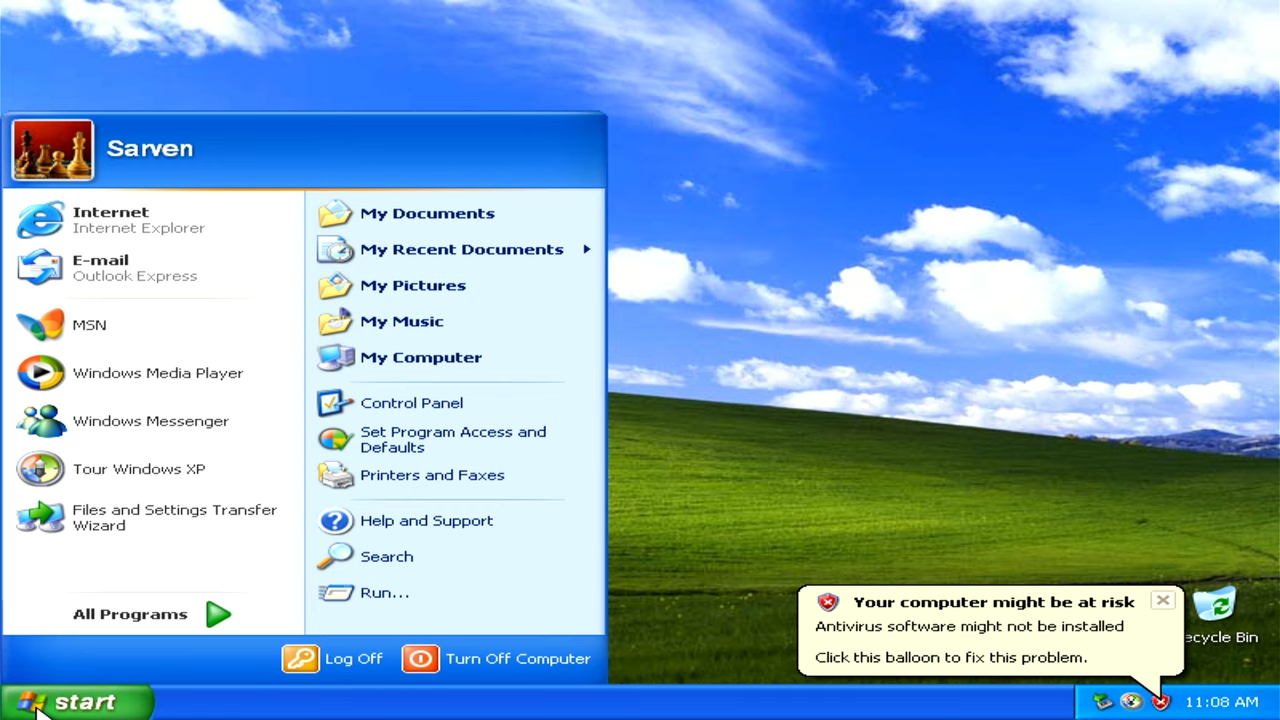 Sarven
Internet
Internet Explorer
E-mail
Outlook Express
MSN
Windows Media Player
Windows Messenger
Tour Windows XP
Files and Settings Transfer
Wizard
All Programs
My Documents
My Recent Documents
My Pictures
My Music
My Computer
Control Panel
Set Program Access and
Defaults
Printers and Faxes
Help and Support
Search
Run...
Log Off
Turn Off Computer
Your computer might be at risk
Antivirus software might not be installed
Click this balloon to fix this problem.
ecycle Bin
start
11:08 AM